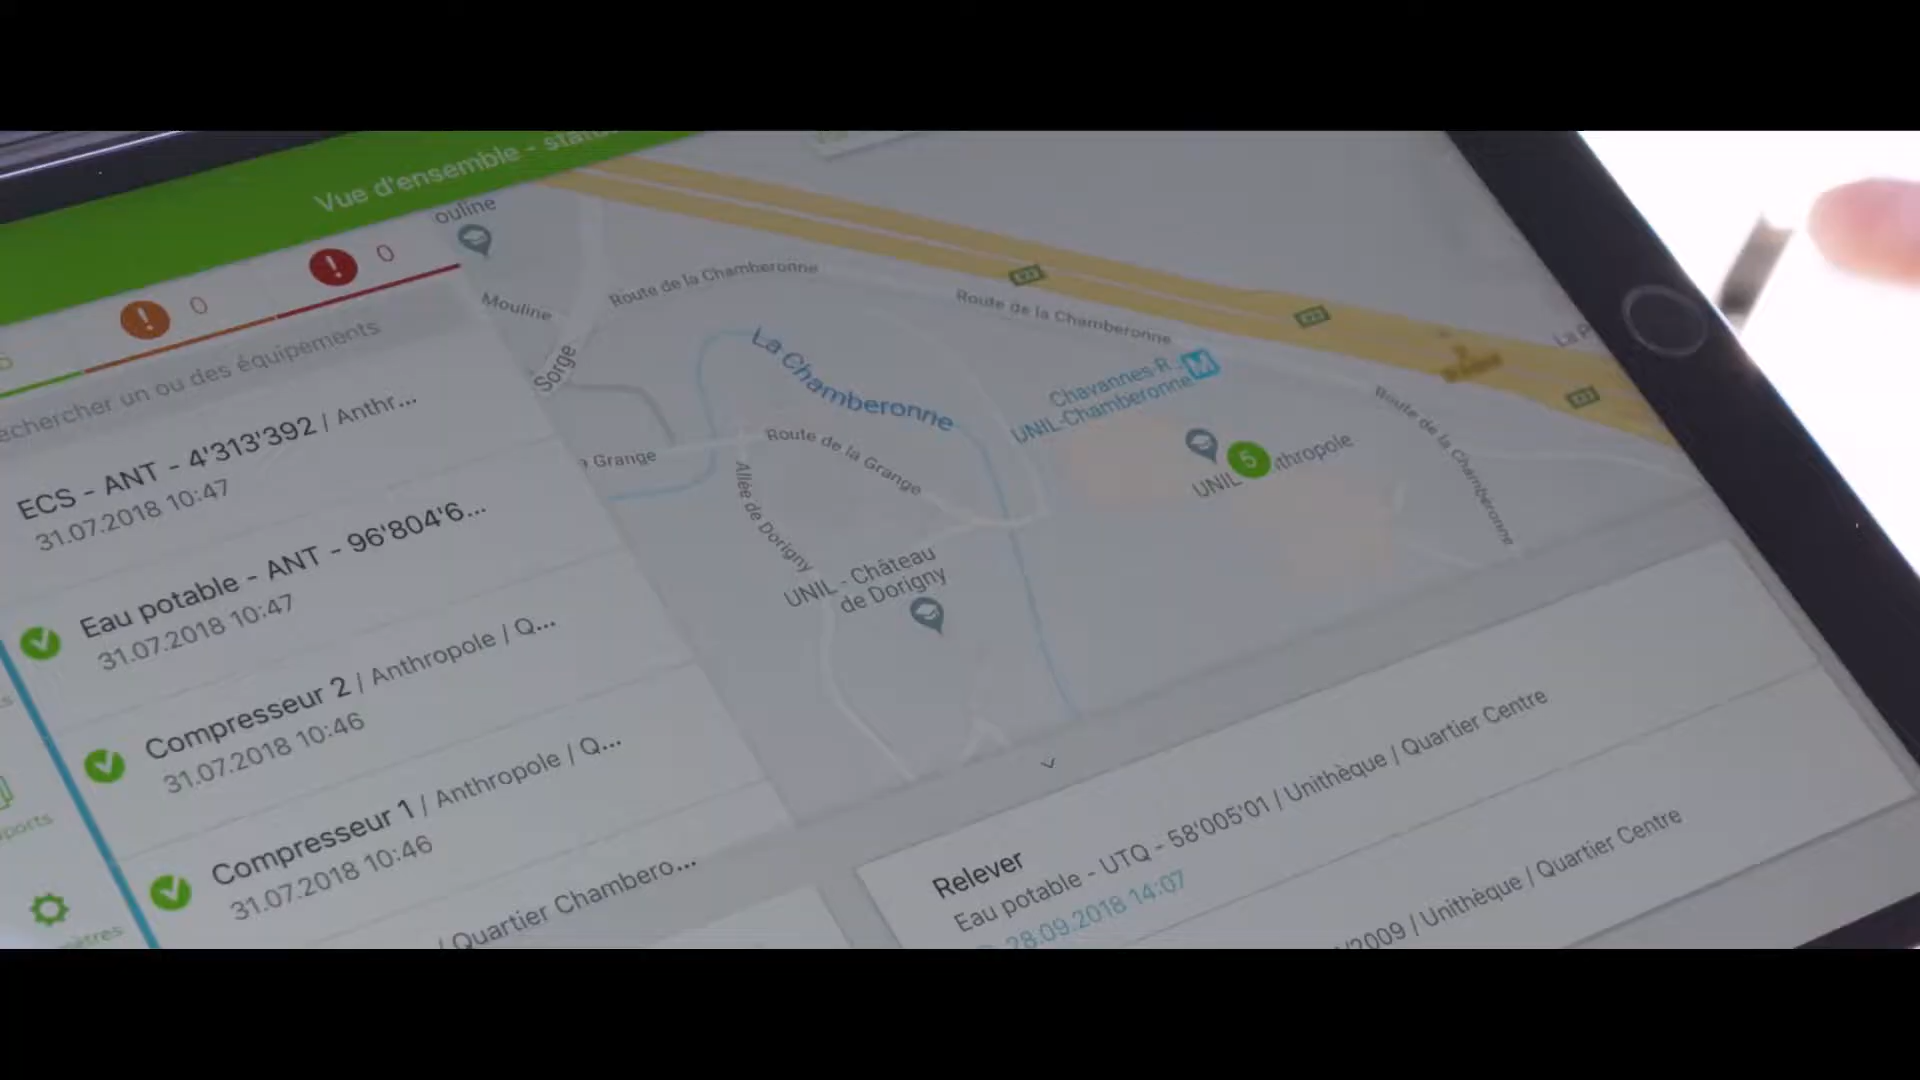 Vue d'ensemble -
0
0
Rechercher un ou des équipements
ECS - ANT - 4'313'392 / Anthr...
31.07.2018 10:47
Eau potable - ANT - 96'804'6...
31.07.2018 10:47
Compresseur 2 / Anthropole / Q...
31.07.2018 10:46
Compresseur 1 / Anthropole / Q...
31.07.2018 10:46
/ Quartier Chambero...
ouline
Mouline
Sorge
Route de la Chamberonne
Route de la Chamberonne
La Chamberonne
Chavannes-R...
UNIL-Chamberonne
Route de la Grange
Grange
Allée de Dorigny
UNIL - Château
de Dorigny
UNIL
5
thropole
Route de la Chamberonne
La P
Relever
Eau potable - UTQ - 58'005'01 / Unithèque / Quartier Centre
28.09.2018 14:07
/2009 / Unithèque / Quartier Centre